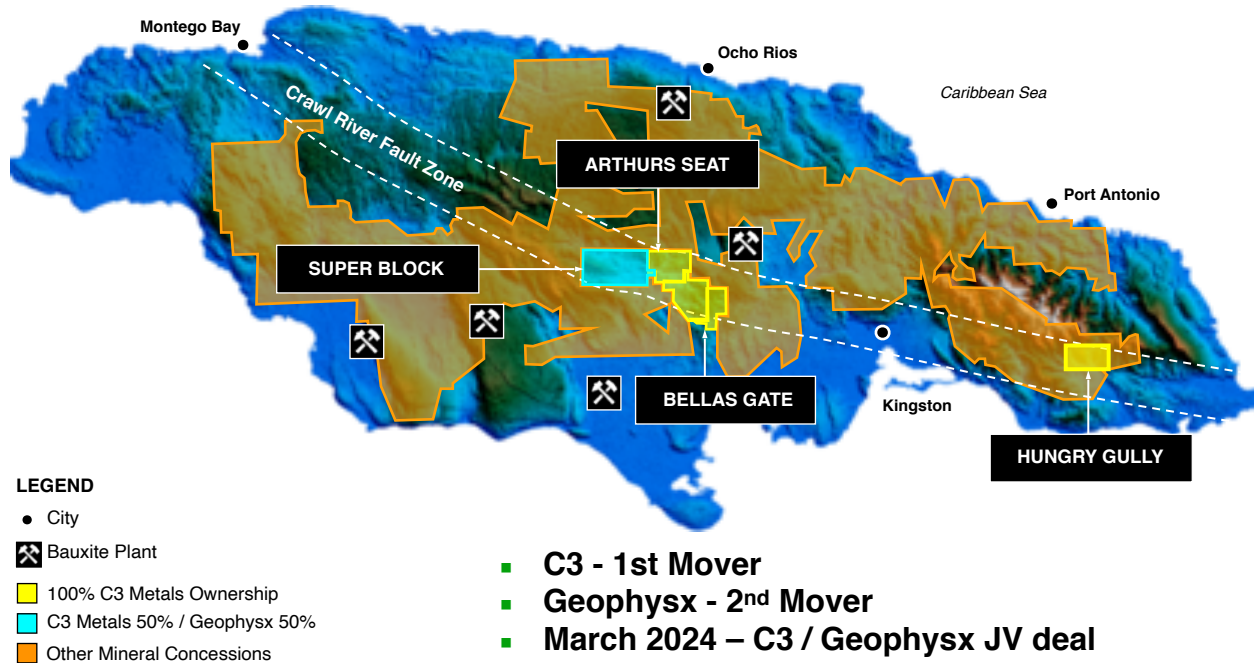 Montego Bay
Ocho Rios
Caribbean Sea
Crawl River Fault Zone
ARTHURS SEAT
Port Antonio
SUPER BLOCK
BELLAS GATE
Kingston
HUNGRY GULLY
LEGEND
City
Bauxite Plant
100% C3 Metals Ownership
C3 Metals 50% / Geophysx 50%
Other Mineral Concessions
▪ C3 - 1st Mover
▪ Geophysx - 2nd Mover
▪ March 2024 – C3 / Geophysx JV deal